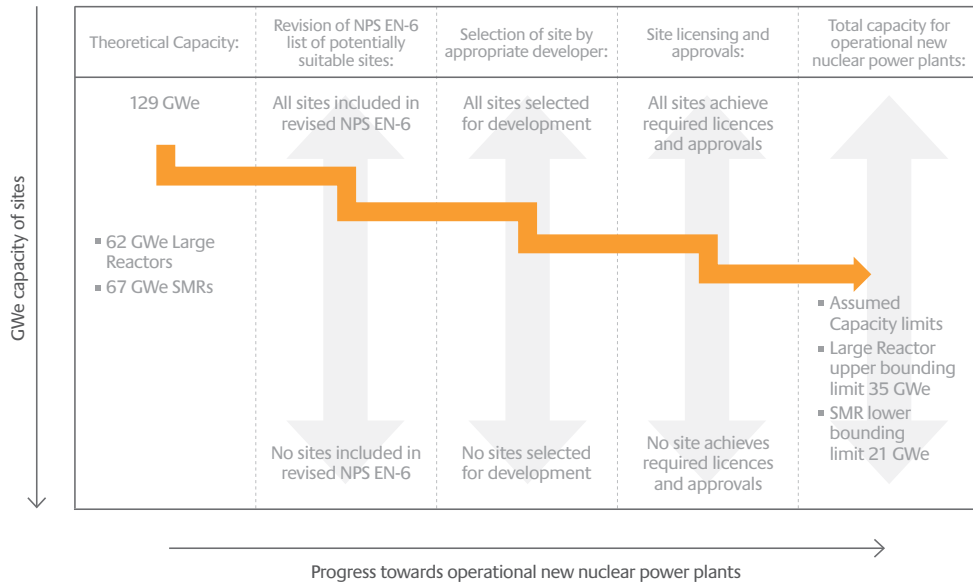 Theoretical Capacity:
Revision of NPS EN-6
list of potentially
suitable sites:
Selection of site by
appropriate developer:
Site licensing and
approvals:
Total capacity for
operational new
nuclear power plants:
129 GWe
All sites included in
revised NPS EN-6
All sites selected
for development
All sites achieve
required licences
and approvals
▪ 62 GWe Large
Reactors
▪ 67 GWe SMRs
▪ Assumed
Capacity limits
▪ Large Reactor
upper bounding
limit 35 GWe
▪ SMR lower
bounding
limit 21 GWe
No sites included in
revised NPS EN-6
No sites selected
for development
No site achieves
required licences
and approvals
GWe capacity of sites
Progress towards operational new nuclear power plants